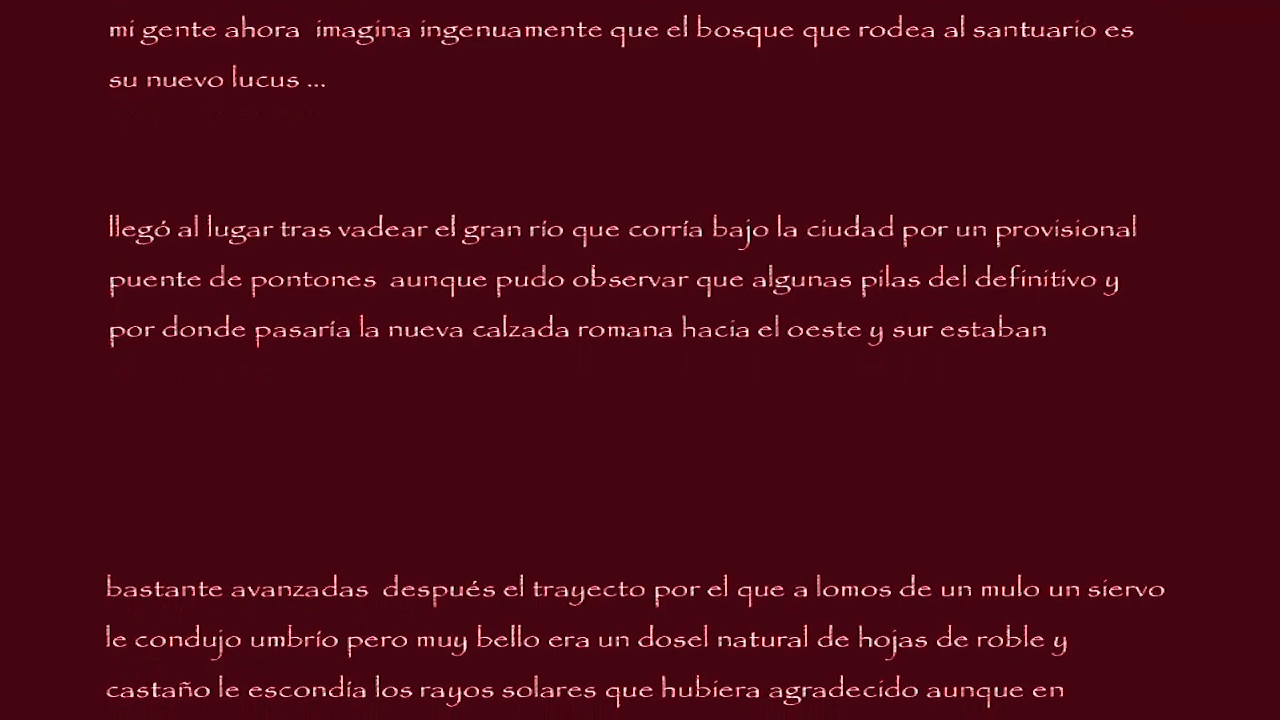 mi gente ahora imagina ingenuamente que el bosque que rodea al santuario es
su nuevo lucus ...
llegó al lugar tras vadear el gran río que corría bajo la ciudad por un provisional
puente de pontones aunque pudo observar que algunas pilas del definitivo y
por donde pasaría la nueva calzada romana hacia el oeste y sur estaban
bastante avanzadas después el trayecto por el que a lomos de un mulo un siervo
le condujo umbrío pero muy bello era un dosel natural de hojas de roble y
castaño le escondía los rayos solares que hubiera agradecido aunque en